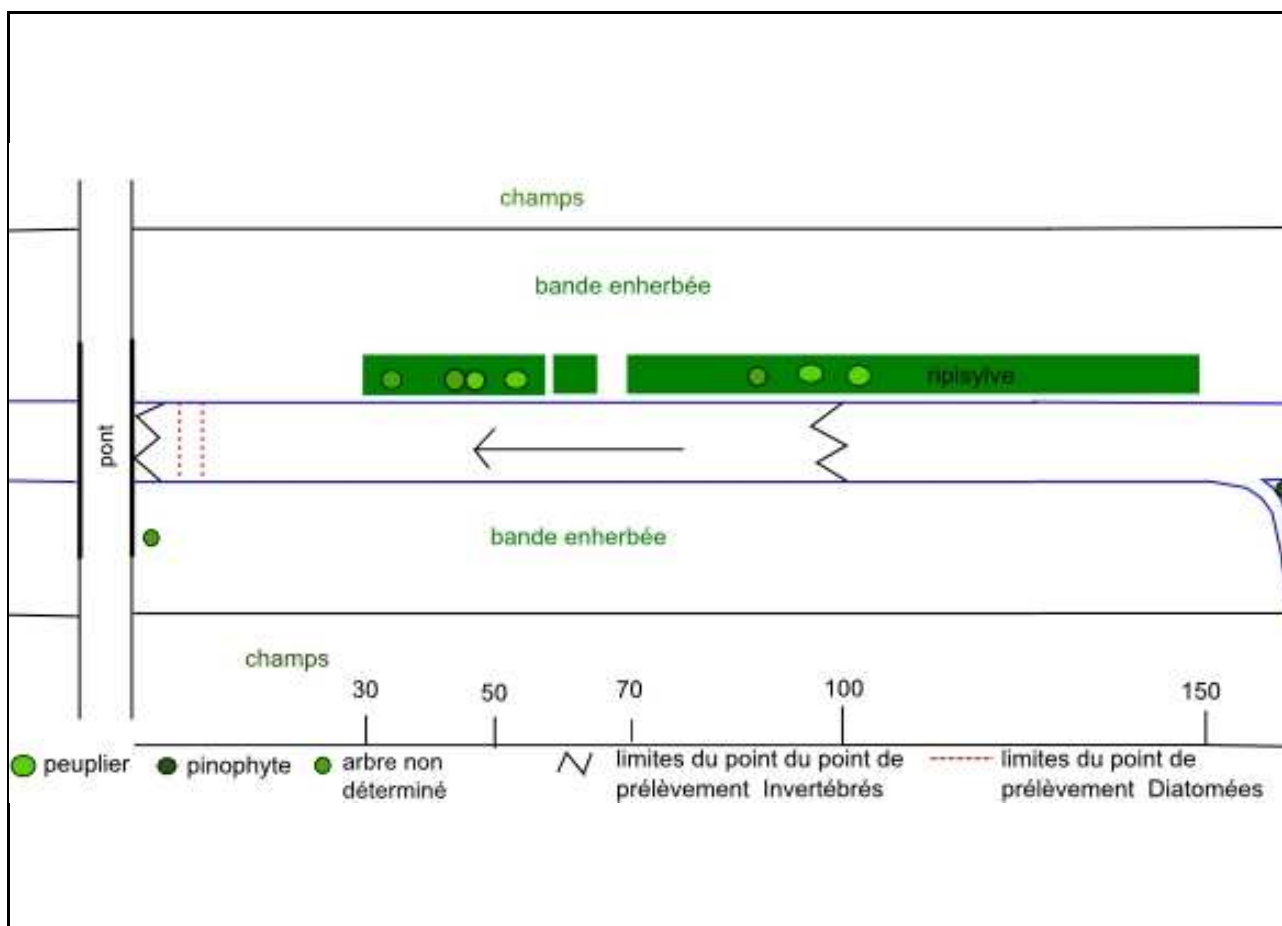 champs
bande enherbée
ripisylve
pont
bande enherbée
champs
30
50
70
100
150
peuplier
pinophyte
arbre non
déterminé
limites du point du point de
prélèvement Invertébrés
limites du point de
prélèvement Diatomées